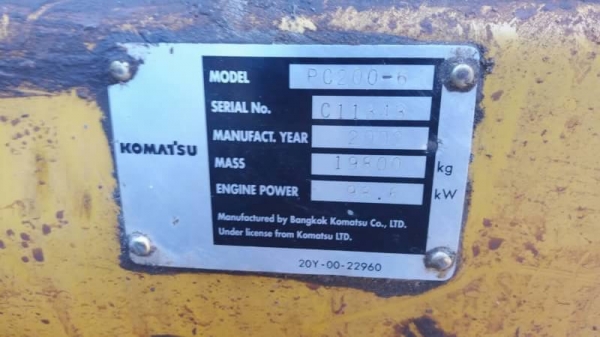 MODEL PC200-6
SERIAL No.
MANUFACT. YEAR
KOMATSU
MASS 19800 kg
ENGINE POWER kW
Manufactured by Bangkok Komatsu Co., LTD.
Under license from Komatsu LTD.
20Y-00-22960